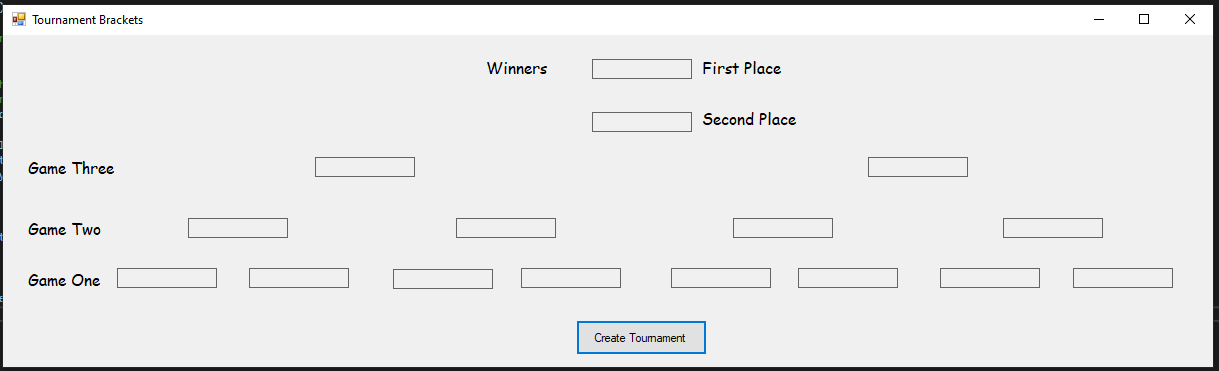 Tournament Brackets
Winners First Place
Second Place
Game Three
Game Two
Game One
Create Tournament